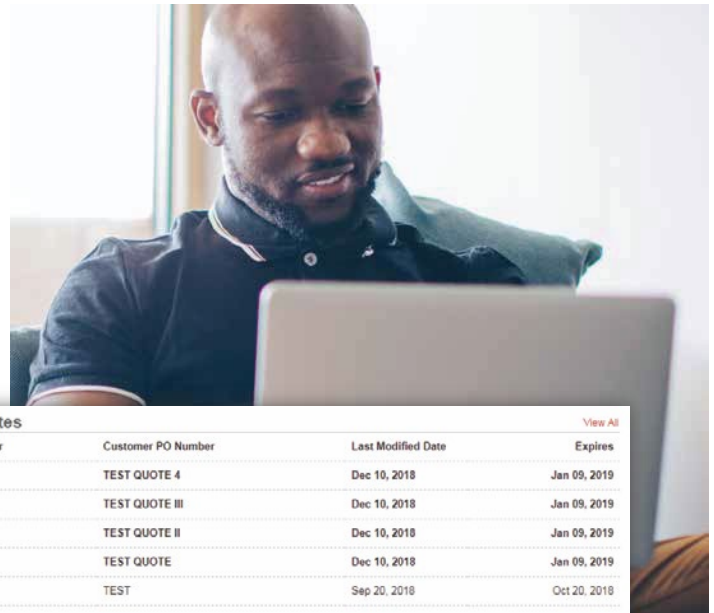 View All
Customer PO Number Last Modified Date Expires
TEST QUOTE 4 Dec 10, 2018 Jan 09, 2019
TEST QUOTE III Dec 10, 2018 Jan 09, 2019
TEST QUOTE II Dec 10, 2018 Jan 09, 2019
TEST QUOTE Dec 10, 2018 Jan 09, 2019
TEST Sep 20, 2018 Oct 20, 2018